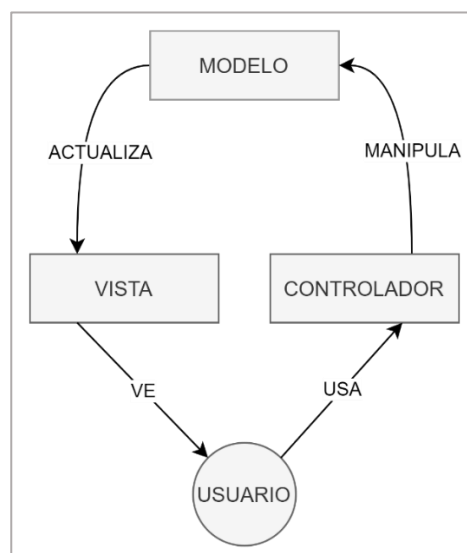 MODELO
ACTUALIZA
MANIPULA
VISTA
CONTROLADOR
VE
USA
USUARIO